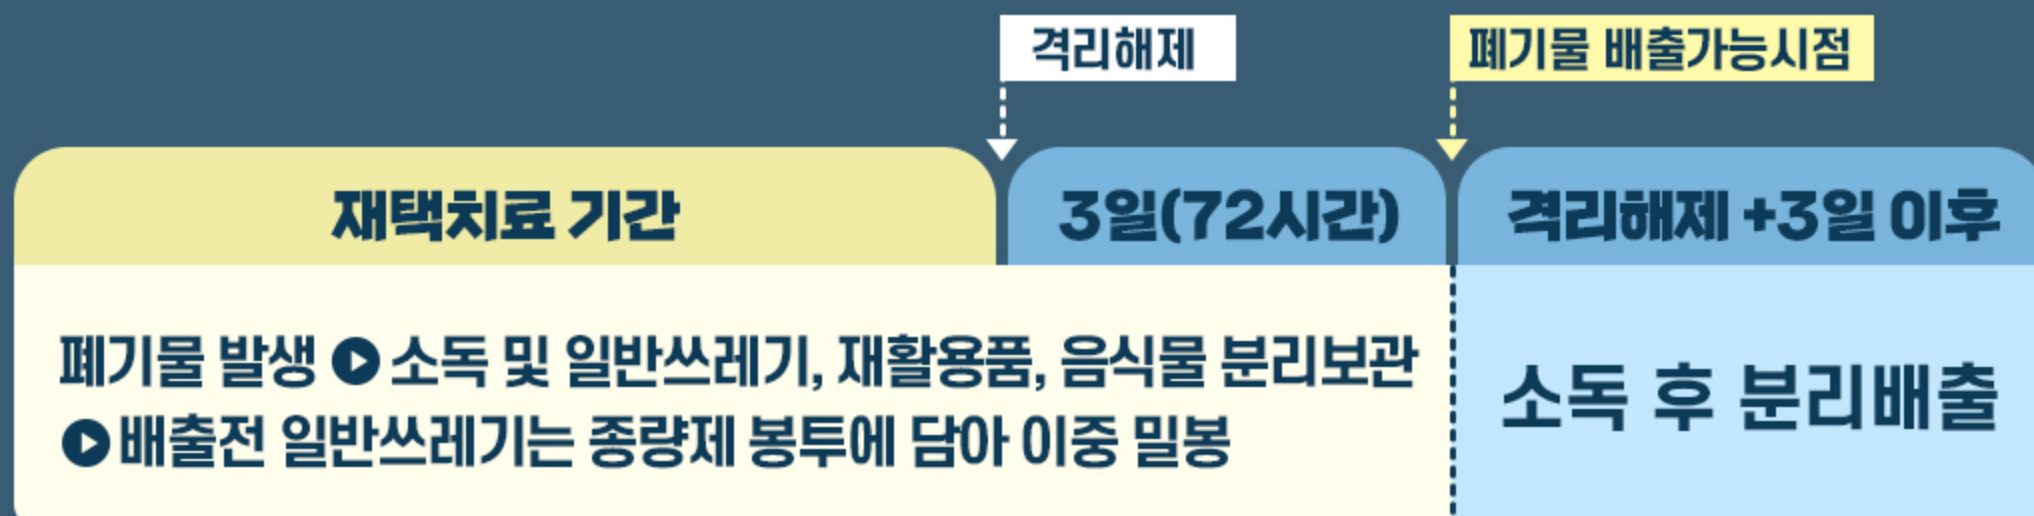 격리해제
폐기물 배출가능시점
재택치료 기간
3일(72시간)
격리해제 +3일 이후
폐기물 발생 ▶ 소독 및 일반쓰레기, 재활용품, 음식물 분리보관
▶ 배출전 일반쓰레기는 종량제 봉투에 담아 이중 밀봉
소독 후 분리배출